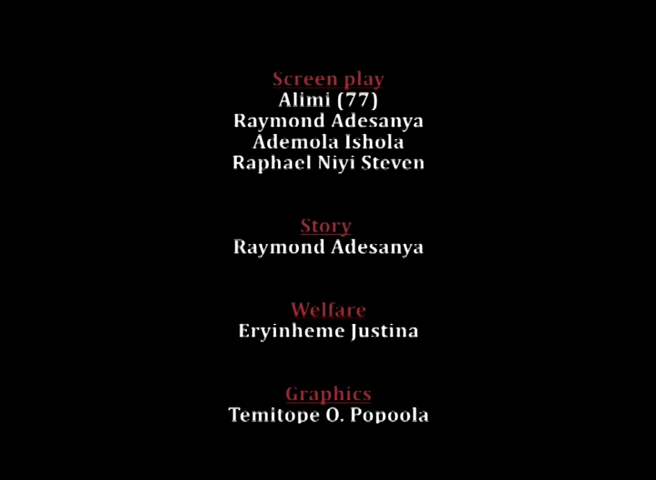 Screen play
Alimi (77)
Raymond Adesanya
Ademola Ishola
Raphael Niyi Steven
Story
Raymond Adesanya
Welfare
Eryinheme Justina
Graphics
Temitope O. Popoola